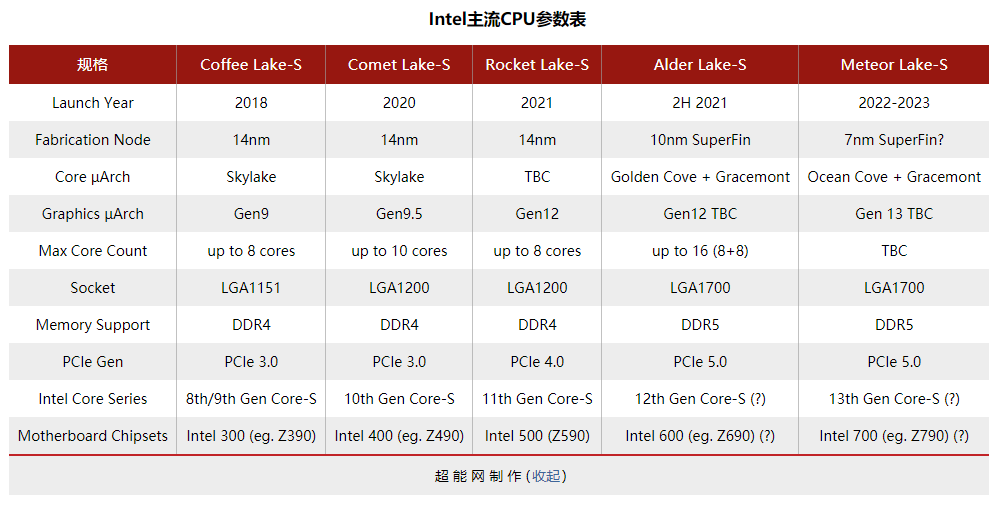 Intel主流CPU参数表
规格 Coffee Lake-S Comet Lake-S Rocket Lake-S Alder Lake-S Meteor Lake-S
Launch Year 2018 2020 2021 2H 2021 2022-2023
Fabrication Node 14nm 14nm 14nm 10nm SuperFin 7nm SuperFin?
Core μArch Skylake Skylake TBC Golden Cove + Gracemont Ocean Cove + Gracemont
Graphics μArch Gen9 Gen9.5 Gen12 Gen12 TBC Gen 13 TBC
Max Core Count up to 8 cores up to 10 cores up to 8 cores up to 16 (8+8) TBC
Socket LGA1151 LGA1200 LGA1200 LGA1700 LGA1700
Memory Support DDR4 DDR4 DDR4 DDR5 DDR5
PCIe Gen PCIe 3.0 PCIe 3.0 PCIe 4.0 PCIe 5.0 PCIe 5.0
Intel Core Series 8th/9th Gen Core-S 10th Gen Core-S 11th Gen Core-S 12th Gen Core-S (?) 13th Gen Core-S (?)
Motherboard Chipsets Intel 300 (eg. Z390) Intel 400 (eg. Z490) Intel 500 (Z590) Intel 600 (eg. Z690) (?) Intel 700 (eg. Z790) (?)
超 能 网 制 作 (收起)